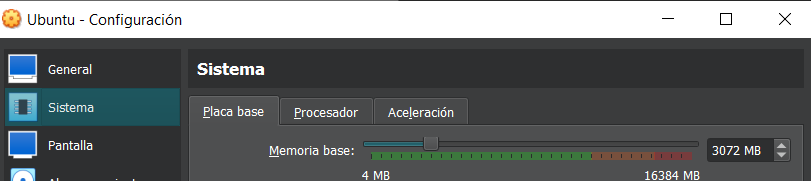 Ubuntu - Configuración
General
Sistema
Pantalla
Sistema
Placa base Procesador Aceleración
Memoria base: 3072 MB
4 MB 16384 MB